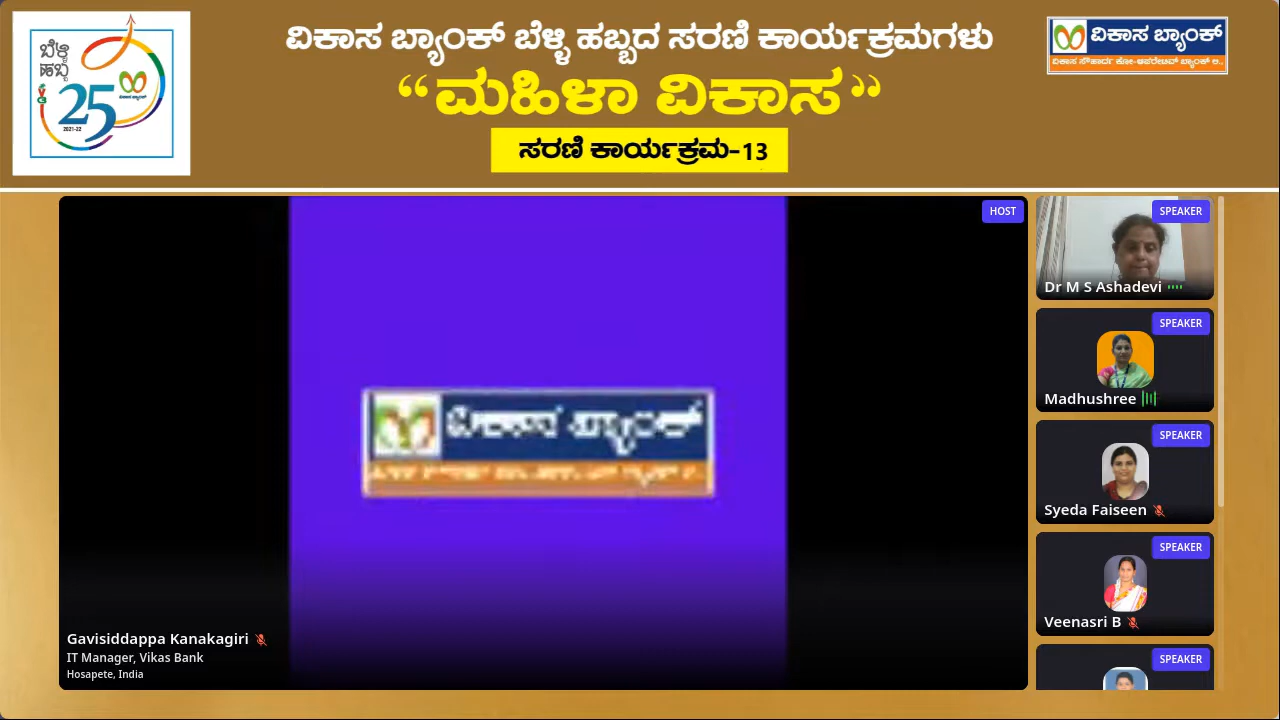 ಬೆಳ್ಳಿ
ಹಬ್ಬ
25
2021-22
ವಿಕಾಸ ಬ್ಯಾಂಕ್ ಬೆಳ್ಳಿ ಹಬ್ಬದ ಸರಣಿ ಕಾರ್ಯಕ್ರಮಗಳು
“ಮಹಿಳಾ ವಿಕಾಸ”
ಸರಣಿ ಕಾರ್ಯಕ್ರಮ-13
ವಿಕಾಸ ಬ್ಯಾಂಕ್
ವಿಕಾಸ ಸೌಹಾರ್ದ ಕೋ-ಆಪರೇಟಿವ್ ಬ್ಯಾಂಕ್ ಲಿ.,
HOST
ವಿಕಾಸ ಬ್ಯಾಂಕ್
Gavisiddappa Kanakagiri
IT Manager, Vikas Bank
Hosapete, India
SPEAKER
Dr M S Ashadevi
SPEAKER
Madhushree
SPEAKER
Syeda Faiseen
SPEAKER
Veenasri B
SPEAKER